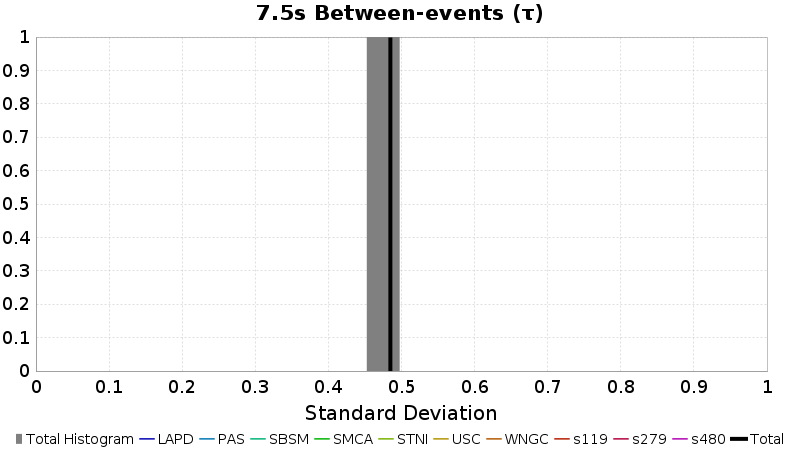 7.5s Between-events (τ)
1
0.9
0.8
0.7
0.6
0.5
0.4
0.3
0.2
0.1
0
0 0.1 0.2 0.3 0.4 0.5 0.6 0.7 0.8 0.9 1
Standard Deviation
Total Histogram LAPD PAS SBSM SMCA STNI USC WNGC s119 s279 s480 Total